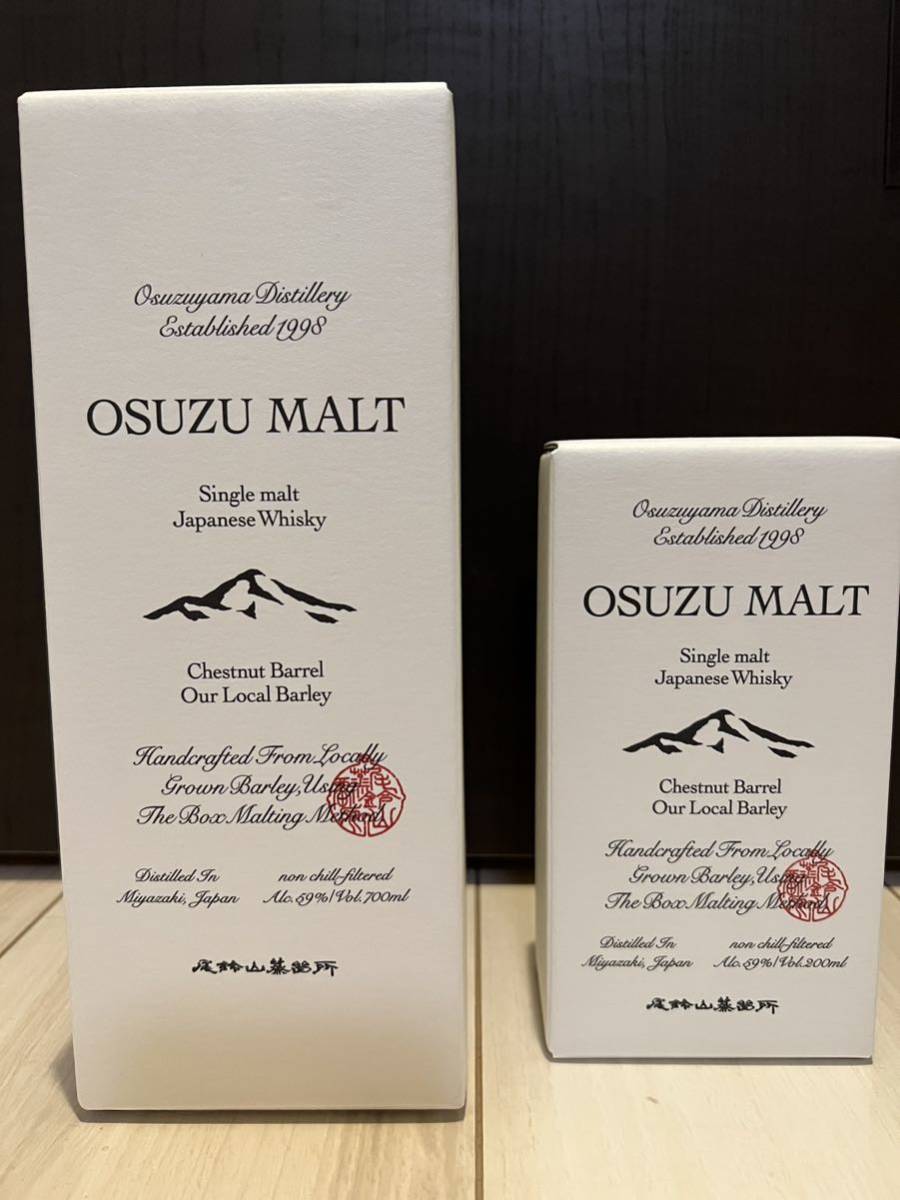 Osuzuyama Distillery
Established 1998
OSUZU MALT
Single malt
Japanese Whisky
Chestnut Barrel
Our Local Barley
Handcrafted From Locally
Grown Barley, Using
The Box Malting Method
Distilled In
Miyazaki, Japan
non chill-filtered
Alc. 59%/Vol. 700ml
尾鈴山蒸留所
Osuzuyama Distillery
Established 1998
OSUZU MALT
Single malt
Japanese Whisky
Chestnut Barrel
Our Local Barley
Handcrafted From Locally
Grown Barley, Using
The Box Malting Method
Distilled In
Miyazaki, Japan
non chill-filtered
Alc. 59%/Vol. 200ml
尾鈴山蒸留所